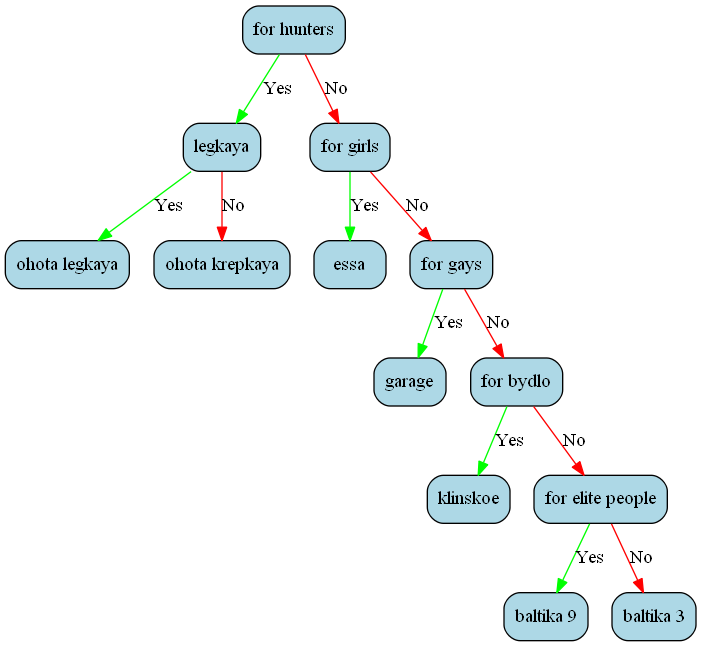 for hunters
Yes
No
legkaya
for girls
Yes
No
Yes
No
ohota legkaya
ohota krepkaya
essa
for gays
Yes
No
garage
for bydlo
Yes
No
klinskoe
for elite people
Yes
No
baltika 9
baltika 3